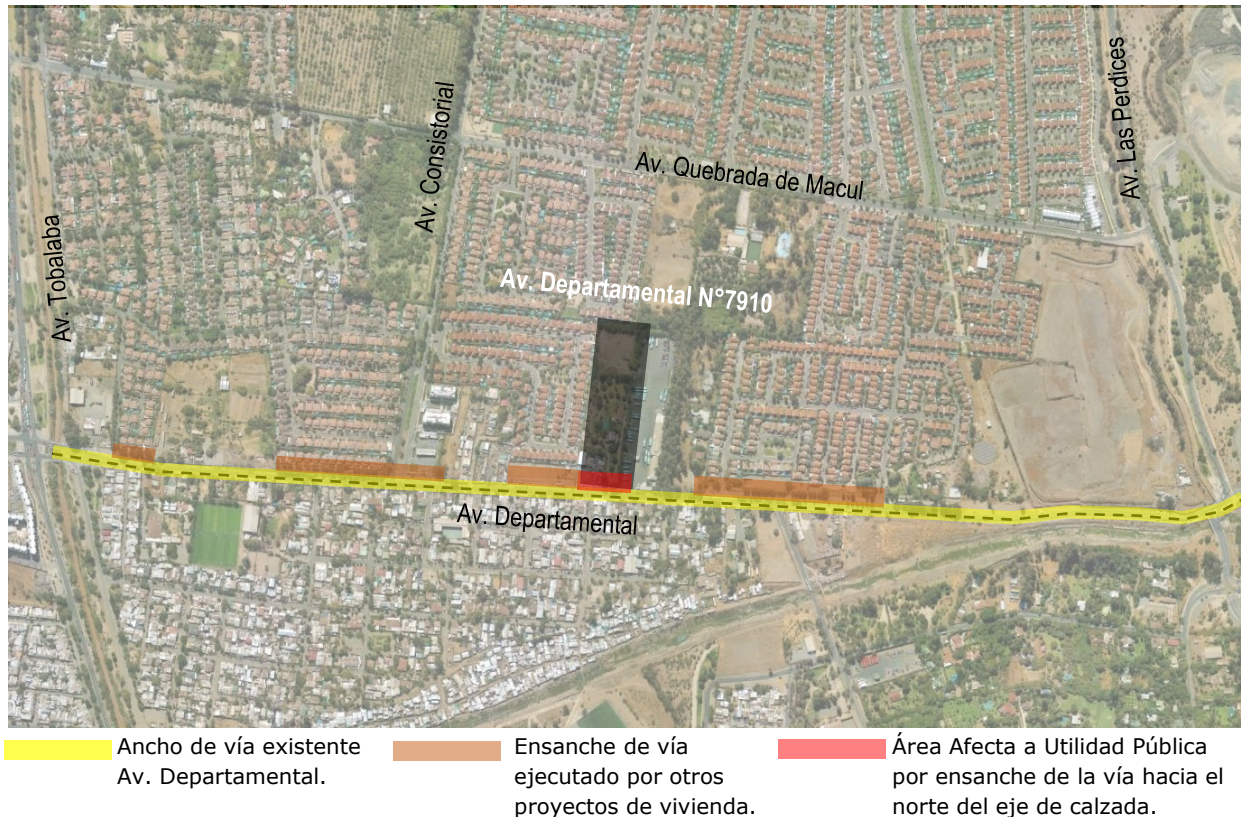 Av. Tobalaba
Av. Consistorial
Av. Quebrada de Macul
Av. Las Perdices
Av. Departamental N°7910
Av. Departamental
Ancho de vía existente
Av. Departamental.
Ensanche de vía
ejecutado por otros
proyectos de vivienda.
Área Afecta a Utilidad Pública
por ensanche de la vía hacia el
norte del eje de calzada.